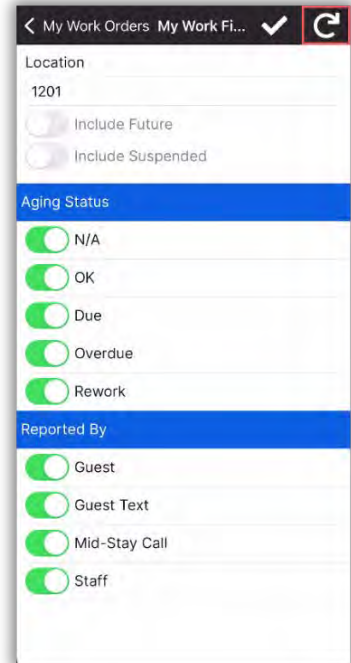 My Work Orders My Work Fi...
Location
1201
Include Future
Include Suspended
Aging Status
N/A
OK
Due
Overdue
Rework
Reported By
Guest
Guest Text
Mid-Stay Call
Staff